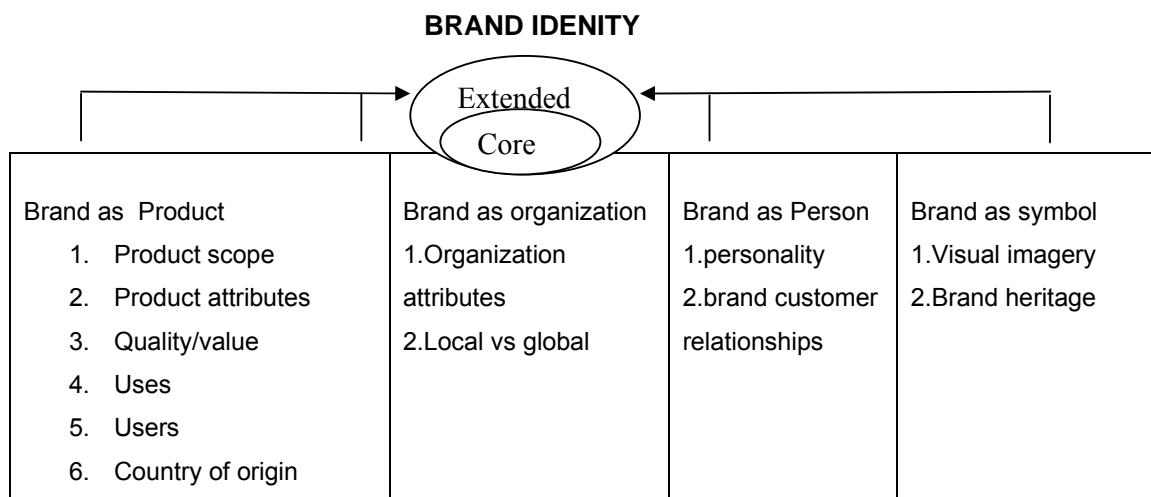 BRAND IDENITY
Extended
Core
Brand as Product
1. Product scope
2. Product attributes
3. Quality/value
4. Uses
5. Users
6. Country of origin
Brand as organization
1.Organization
attributes
2.Local vs global
Brand as Person
1.personality
2.brand customer
relationships
Brand as symbol
1.Visual imagery
2.Brand heritage